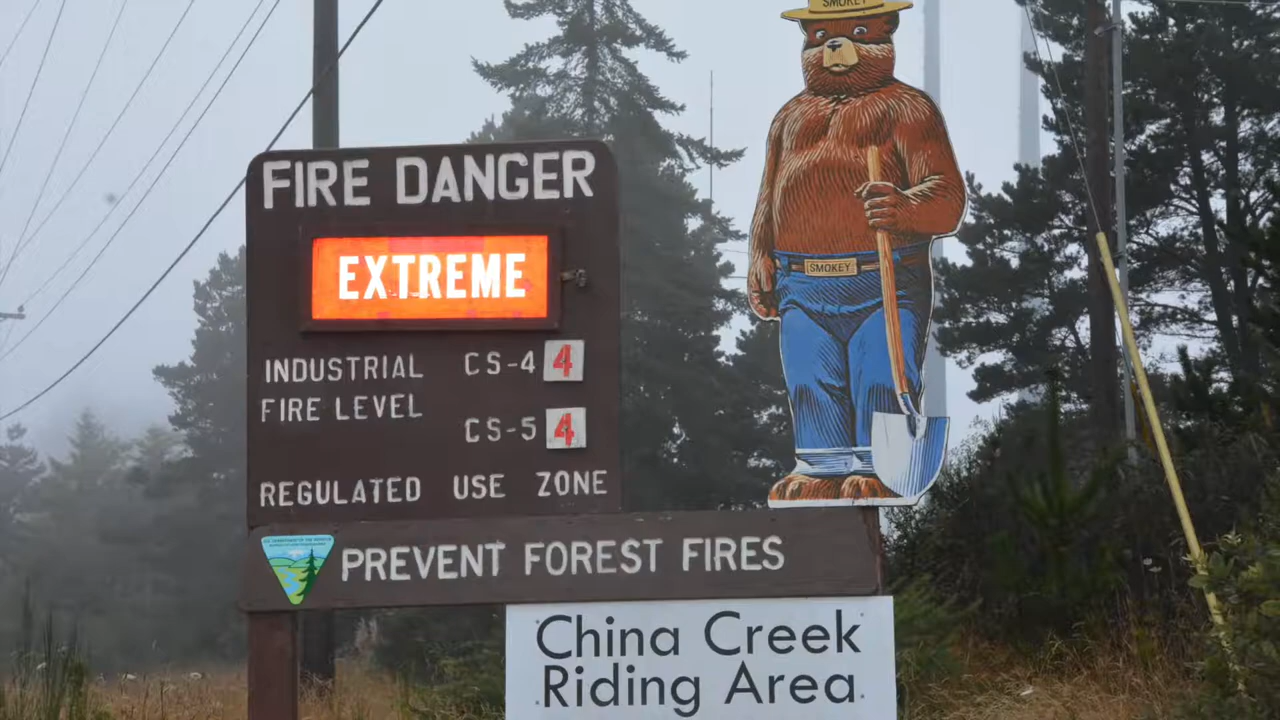 SMOKEY
FIRE DANGER
EXTREME
SMOKEY
INDUSTRIAL CS-4 4
FIRE LEVEL
CS-5 4
REGULATED USE ZONE
PREVENT FOREST FIRES
China Creek
Riding Area